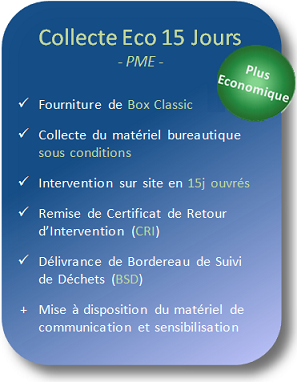 Collecte Eco 15 Jours
- PME -
Plus
Economique
✓ Fourniture de Box Classic
✓ Collecte du matériel bureautique
sous conditions
✓ Intervention sur site en 15j ouvrés
✓ Remise de Certificat de Retour
d'Intervention (CRI)
✓ Délivrance de Bordereau de Suivi
de Déchets (BSD)
+ Mise à disposition du matériel de
communication et sensibilisation